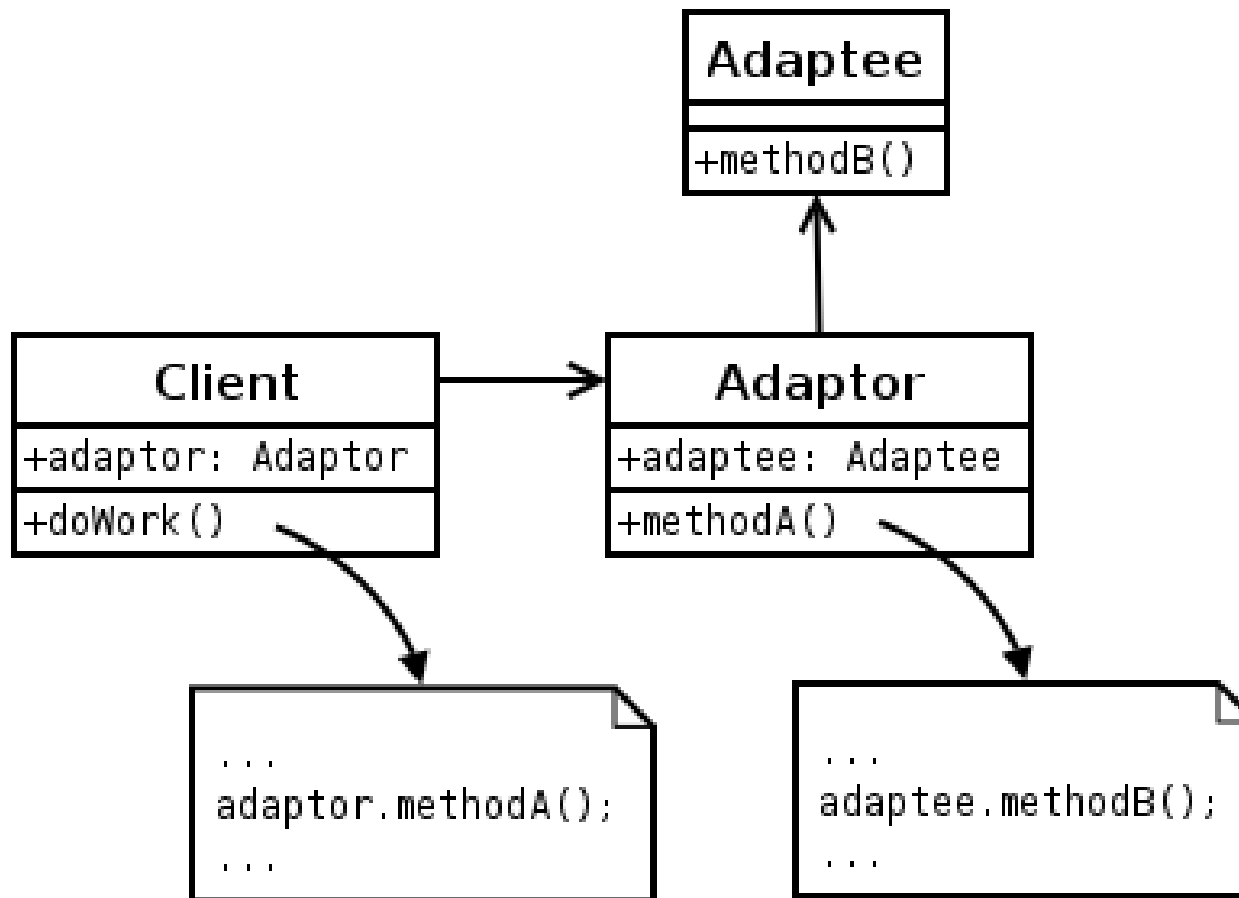 Adaptee
+methodB()
Client
+adaptor: Adaptor
+doWork()
Adaptor
+adaptee: Adaptee
+methodA()
...
adaptor.methodA();
...
...
adaptee.methodB();
...